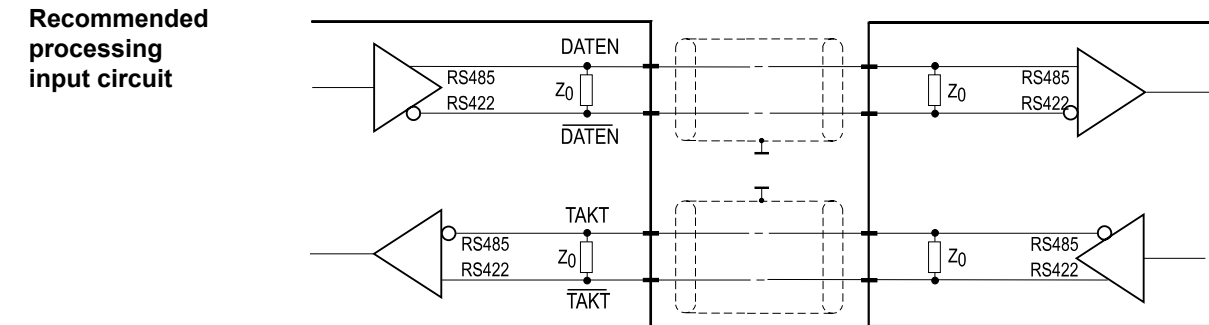 Recommended
processing
input circuit
DATEN
RS485
RS422
Z0
DATEN
Z0
RS485
RS422
TAKT
RS485
RS422
Z0
TAKT
Z0
RS485
RS422